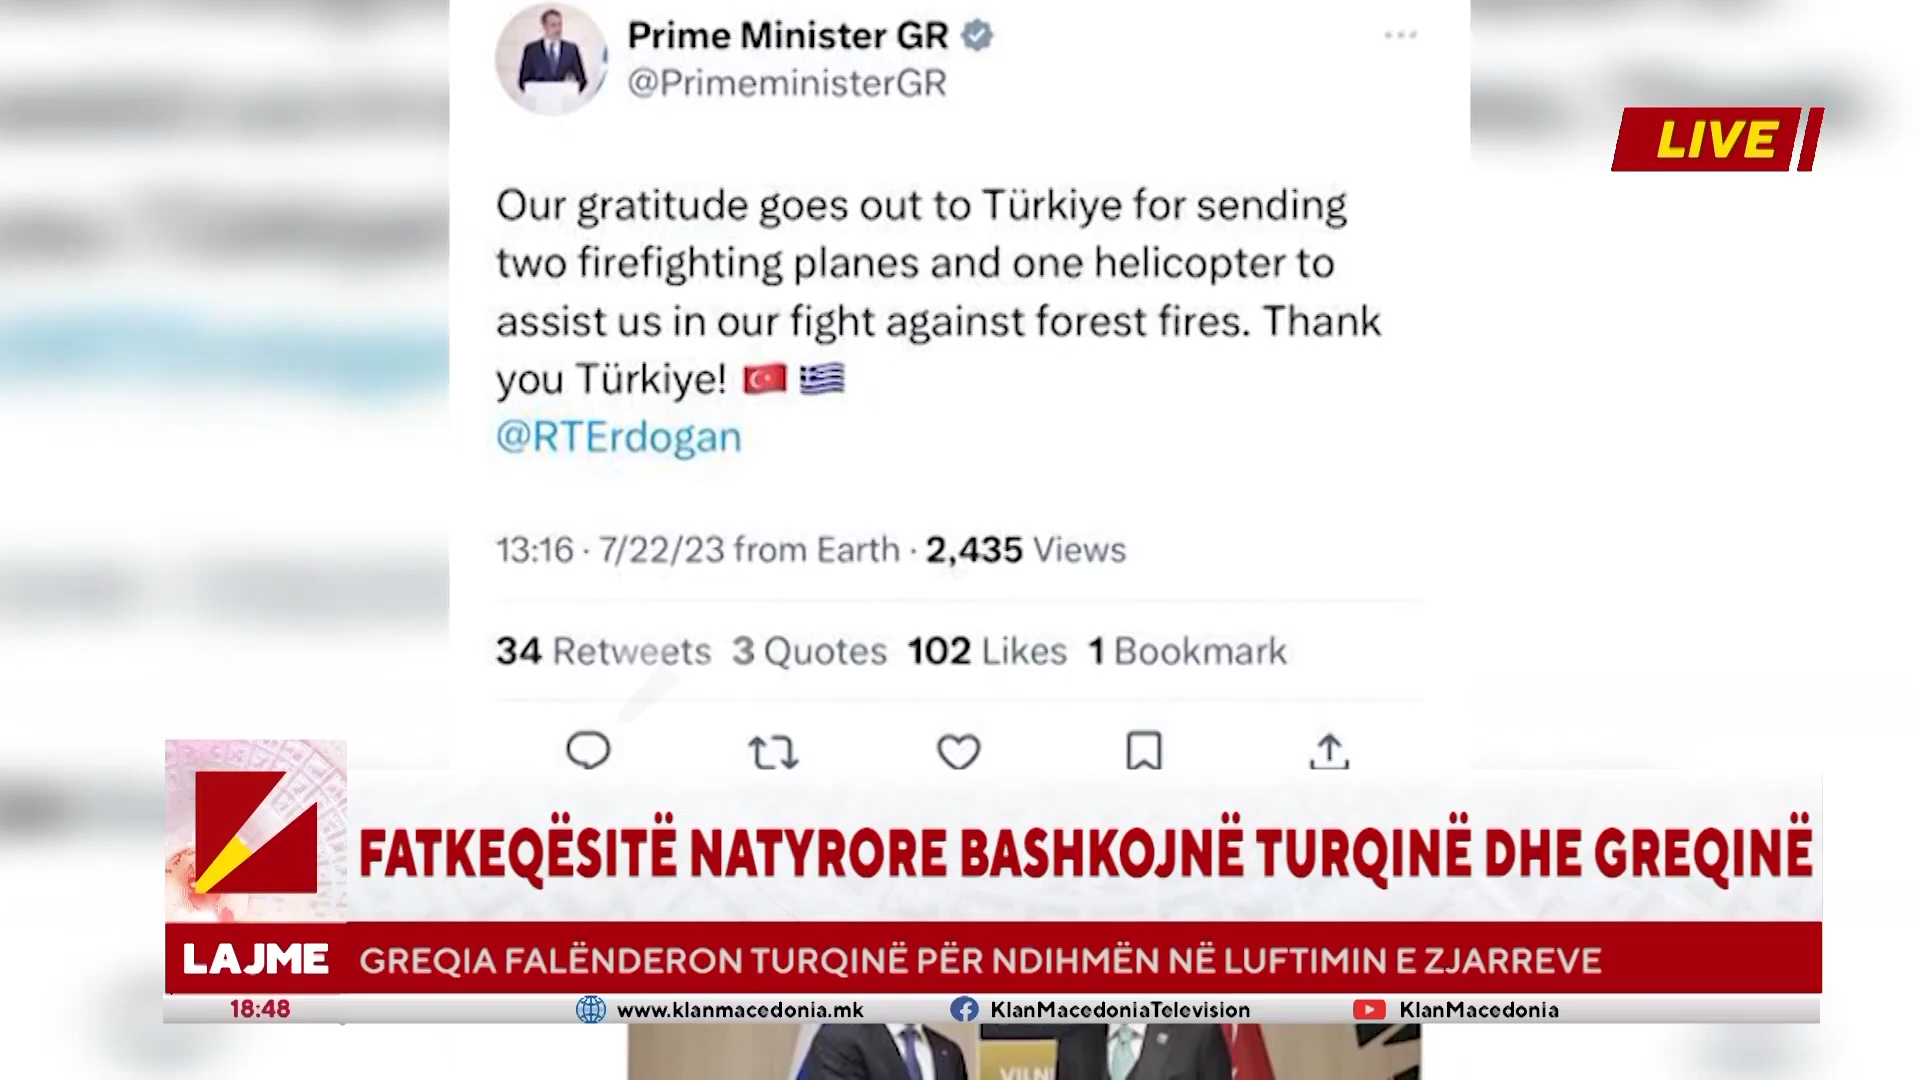 Prime Minister GR
@PrimeministerGR
LIVE
Our gratitude goes out to Türkiye for sending
two firefighting planes and one helicopter to
assist us in our fight against forest fires. Thank
you Türkiye! 🇹🇷 🇬🇷
@RTErdogan
13:16 · 7/22/23 from Earth · 2,435 Views
34 Retweets 3 Quotes 102 Likes 1 Bookmark
FATKEQËSITË NATYRORE BASHKOJNË TURQINË DHE GREQINË
LAJME
GREQIA FALËNDERON TURQINË PËR NDIHMËN NË LUFTIMIN E ZJARREVE
18:48
www.klanmacedonia.mk
KlanMacedoniaTelevision
KlanMacedonia